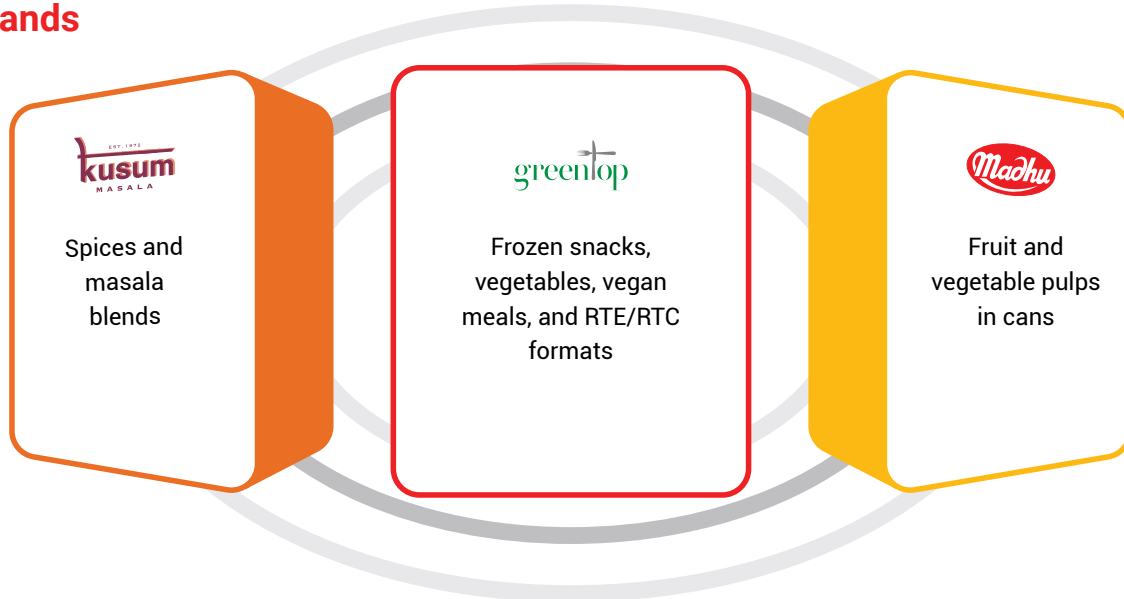 ands
EST. 1972
kusum
MASALA
Spices and
masala
blends
greentop
Frozen snacks,
vegetables, vegan
meals, and RTE/RTC
formats
Madhu
Fruit and
vegetable pulps
in cans